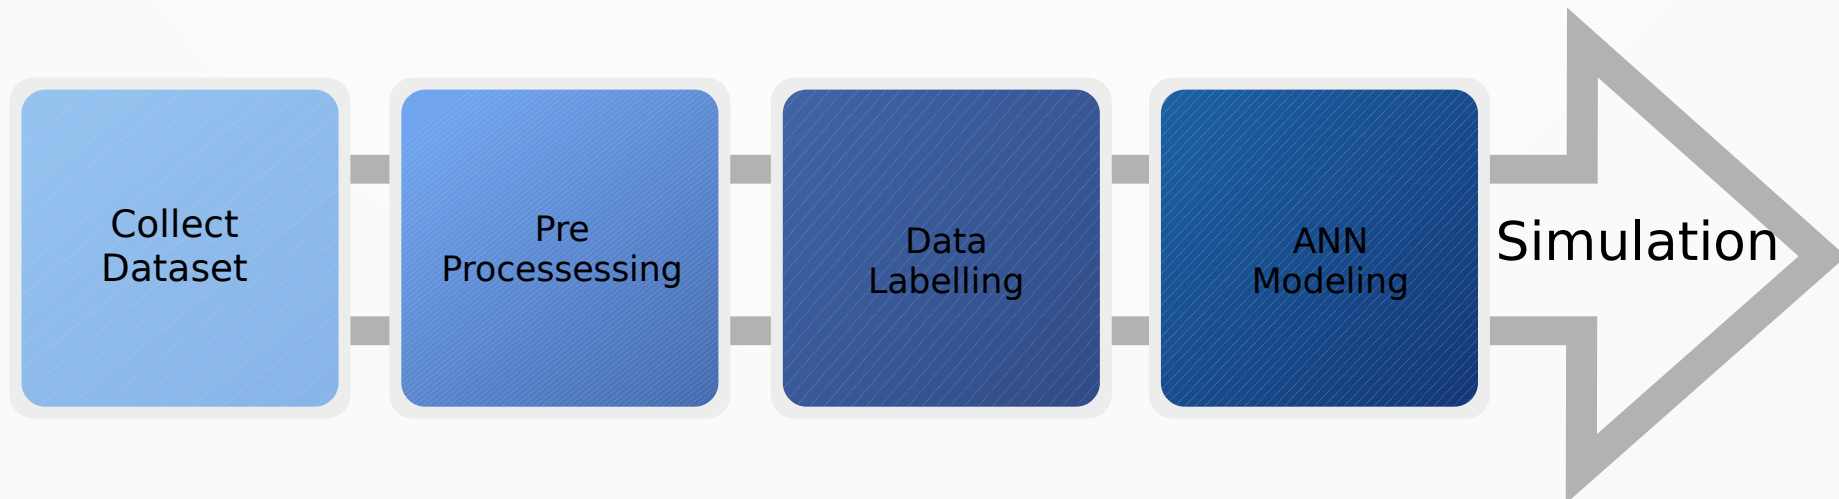 Collect
Dataset
Pre
Processessing
Data
Labelling
ANN
Modeling
Simulation